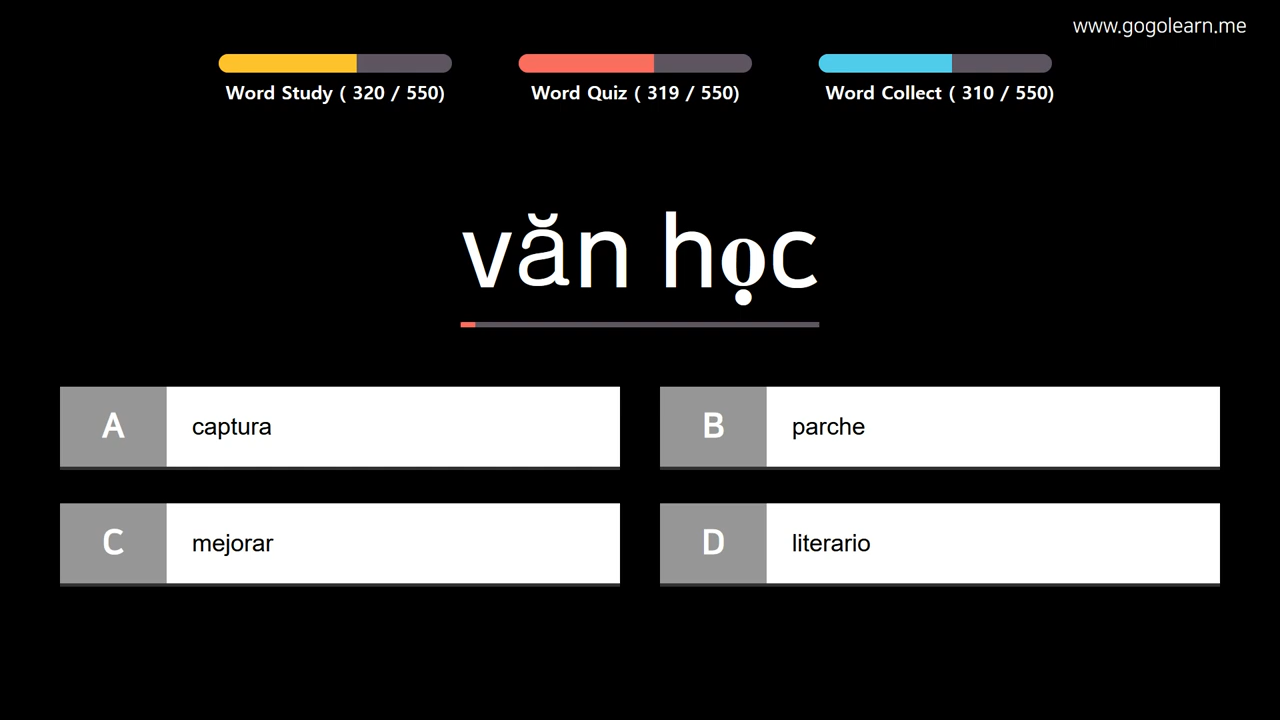 www.gogolearn.me
Word Study ( 320 / 550)
Word Quiz ( 319 / 550)
Word Collect ( 310 / 550)
văn học
A captura
B parche
C mejorar
D literario